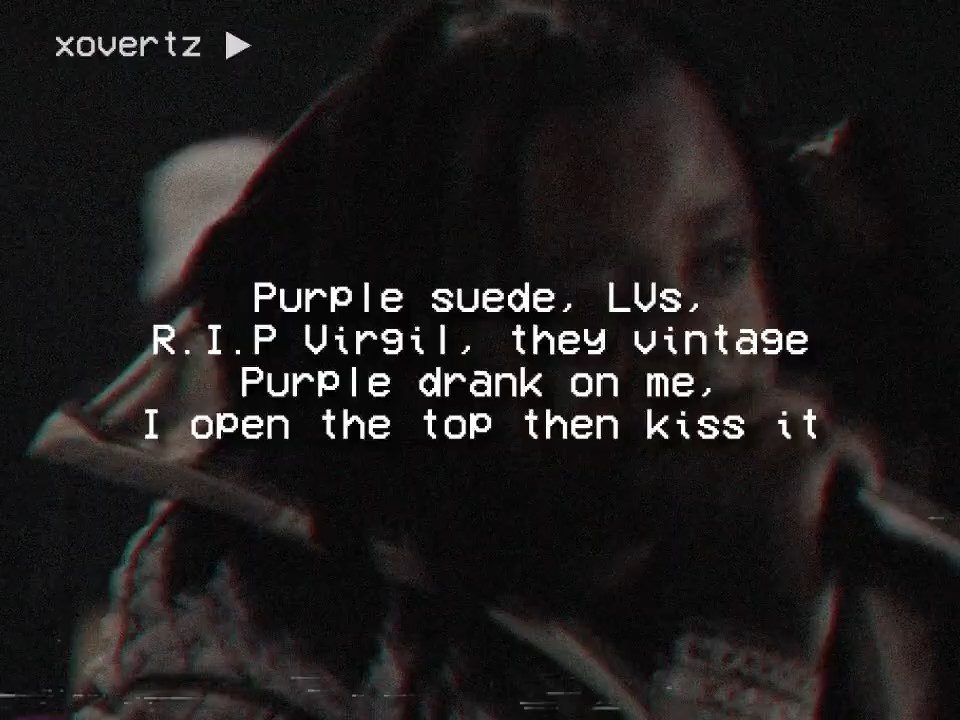 xovertz ▶
Purple suede, LVs,
R.I.P Virgil, they vintage
Purple drank on me,
I open the top then kiss it